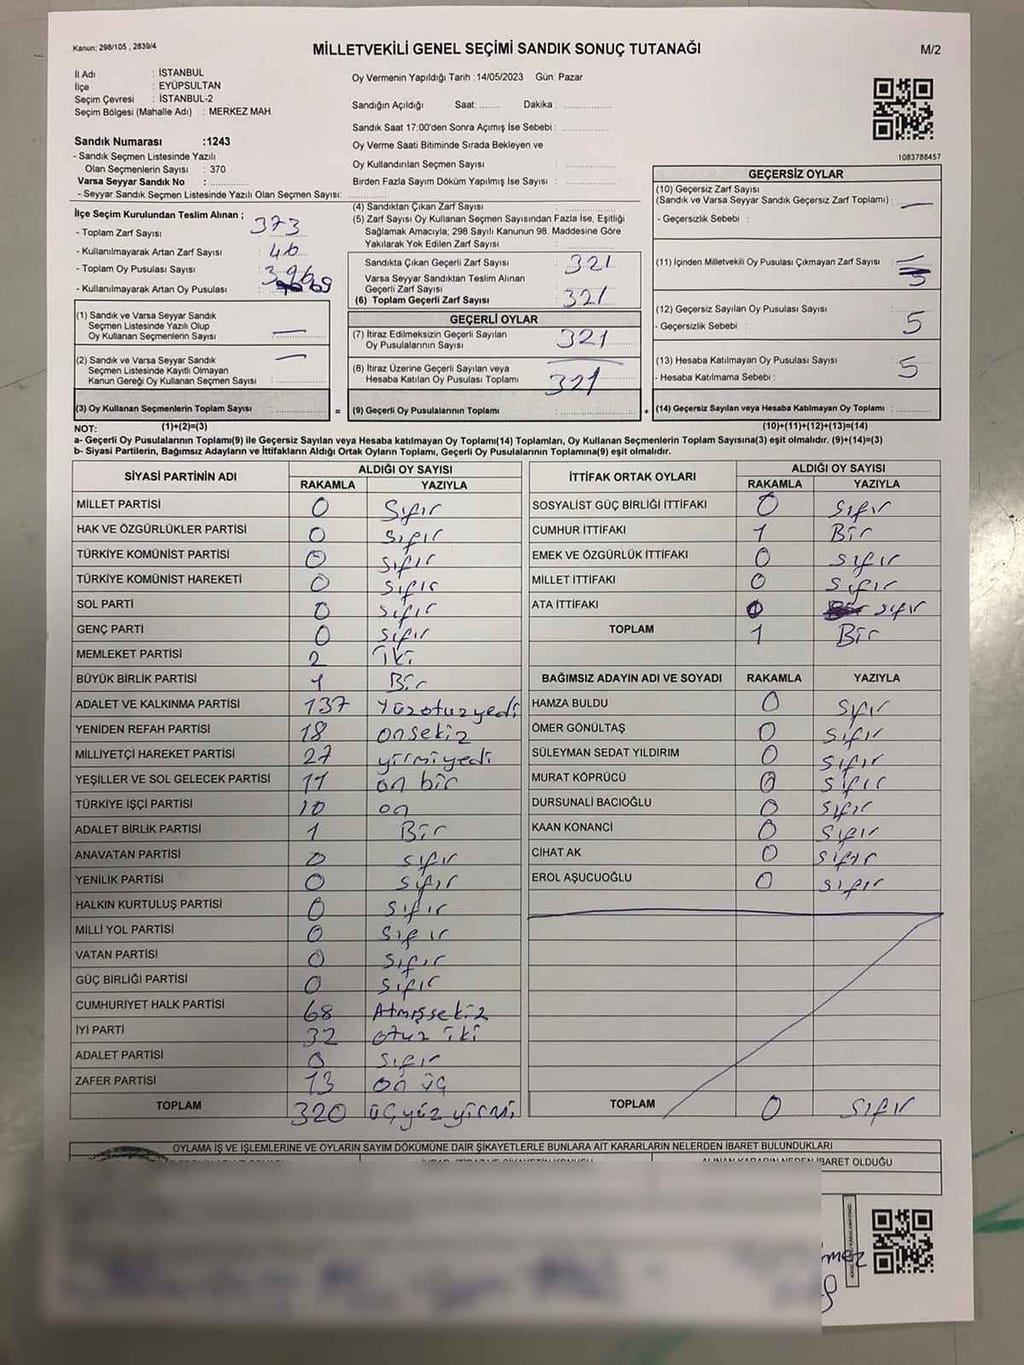 Kanun; 298/105 , 2839/4
MİLLETVEKİLİ GENEL SEÇİMİ SANDIK SONUÇ TUTANAĞI
M/2
İl Adı : İSTANBUL
İlçe : EYÜPSULTAN
Seçim Çevresi : İSTANBUL-2
Seçim Bölgesi (Mahalle Adı) : MERKEZ MAH.
Sandık Numarası :1243
- Sandık Seçmen Listesinde Yazılı
Olan Seçmenlerin Sayısı : 370
Varsa Seyyar Sandık No :
- Seyyar Sandık Seçmen Listesinde Yazılı Olan Seçmen Sayısı:
İlçe Seçim Kurulundan Teslim Alınan ;
- Toplam Zarf Sayısı : 373
- Kullanılmayarak Artan Zarf Sayısı : 46
- Toplam Oy Pusulası Sayısı : 396
- Kullanılmayarak Artan Oy Pusulası : 69
(1) Sandık ve Varsa Seyyar Sandık
Seçmen Listesinde Yazılı Olup
Oy Kullanan Seçmenlerin Sayısı : —
(2) Sandık ve Varsa Seyyar Sandık
Seçmen Listesinde Kayıtlı Olmayan
Kanun Gereği Oy Kullanan Seçmen Sayısı : —
(3) Oy Kullanan Seçmenlerin Toplam Sayısı : =
Oy Vermenin Yapıldığı Tarih :14/05/2023 Gün: Pazar
Sandığın Açıldığı Saat: Dakika :
Sandık Saat 17:00'den Sonra Açımış İse Sebebi :
Oy Verme Saati Bitiminde Sırada Bekleyen ve
Oy Kullandırılan Seçmen Sayısı :
Birden Fazla Sayım Döküm Yapılmış İse Sayısı :
(4) Sandıktan Çıkan Zarf Sayısı :
(5) Zarf Sayısı Oy Kullanan Seçmen Sayısından Fazla İse, Eşitliği
Sağlamak Amacıyla; 298 Sayılı Kanunun 98. Maddesine Göre
Yakılarak Yok Edilen Zarf Sayısı :
Sandıkta Çıkan Geçerli Zarf Sayısı : 321
Varsa Seyyar Sandıktan Teslim Alınan
Geçerli Zarf Sayısı :
(6) Toplam Geçerli Zarf Sayısı : 321
GEÇERLİ OYLAR
(7) İtiraz Edilmeksizin Geçerli Sayılan
Oy Pusulalarının Sayısı : 321
(8) İtiraz Üzerine Geçerli Sayılan veya
Hesaba Katılan Oy Pusulası Toplamı : 321
(9) Geçerli Oy Pusulalarının Toplamı : +
1083788457
GEÇERSİZ OYLAR
(10) Geçersiz Zarf Sayısı
(Sandık ve Varsa Seyyar Sandık Geçersiz Zarf Toplamı) : —
- Geçersizlik Sebebi :
(11) İçinden Milletvekili Oy Pusulası Çıkmayan Zarf Sayısı :
(12) Geçersiz Sayılan Oy Pusulası Sayısı : 5
- Geçersizlik Sebebi :
(13) Hesaba Katılmayan Oy Pusulası Sayısı : 5
- Hesaba Katılmama Sebebi :
(14) Geçersiz Sayılan veya Hesaba Katılmayan Oy Toplamı :
NOT: (1)+(2)=(3) (10)+(11)+(12)+(13)=(14)
a- Geçerli Oy Pusulalarının Toplamı(9) ile Geçersiz Sayılan veya Hesaba katılmayan Oy Toplamı(14) Toplamları, Oy Kullanan Seçmenlerin Toplam Sayısına(3) eşit olmalıdır. (9)+(14)=(3)
b- Siyasi Partilerin, Bağımsız Adayların ve İttifakların Aldığı Ortak Oyların Toplamı, Geçerli Oy Pusulalarının Toplamına(9) eşit olmalıdır.
SİYASİ PARTİNİN ADI ALDIĞI OY SAYISI
RAKAMLA YAZIYLA
MİLLET PARTİSİ 0 Sıfır
HAK VE ÖZGÜRLÜKLER PARTİSİ 0 Sıfır
TÜRKİYE KOMÜNİST PARTİSİ 0 sıfır
TÜRKİYE KOMÜNİST HAREKETİ 0 sıfır
SOL PARTİ 0 sıfır
GENÇ PARTİ 0 sıfır
MEMLEKET PARTİSİ 2 iki
BÜYÜK BİRLİK PARTİSİ 1 Bir
ADALET VE KALKINMA PARTİSİ 137 Yüzotuzyedi
YENİDEN REFAH PARTİSİ 18 onsekiz
MİLLİYETÇİ HAREKET PARTİSİ 27 yirmiyedi
YEŞİLLER VE SOL GELECEK PARTİSİ 11 on bir
TÜRKİYE İŞÇİ PARTİSİ 10 on
ADALET BİRLİK PARTİSİ 1 Bir
ANAVATAN PARTİSİ 0 sıfır
YENİLİK PARTİSİ 0 sıfır
HALKIN KURTULUŞ PARTİSİ 0 sıfır
MİLLİ YOL PARTİSİ 0 sıfır
VATAN PARTİSİ 0 sıfır
GÜÇ BİRLİĞİ PARTİSİ 0 sıfır
CUMHURİYET HALK PARTİSİ 68 Atmışsekiz
İYİ PARTİ 32 otuz iki
ADALET PARTİSİ 0 sıfır
ZAFER PARTİSİ 13 on üç
TOPLAM 320 üçyüz yirmi
İTTİFAK ORTAK OYLARI ALDIĞI OY SAYISI
RAKAMLA YAZIYLA
SOSYALİST GÜÇ BİRLİĞİ İTTİFAKI 0 sıfır
CUMHUR İTTİFAKI 1 Bir
EMEK VE ÖZGÜRLÜK İTTİFAKI 0 sıfır
MİLLET İTTİFAKI 0 sıfır
ATA İTTİFAKI 0 sıfır
TOPLAM 1 Bir
BAĞIMSIZ ADAYIN ADI VE SOYADI RAKAMLA YAZIYLA
HAMZA BULDU 0 sıfır
ÖMER GÖNÜLTAŞ 0 sıfır
SÜLEYMAN SEDAT YILDIRIM 0 sıfır
MURAT KÖPRÜCÜ 0 sıfır
DURSUNALİ BACIOĞLU 0 sıfır
KAAN KONANCİ 0 sıfır
CİHAT AK 0 sıfır
EROL AŞUCUOĞLU 0 sıfır
TOPLAM 0 sıfır
OYLAMA İŞ VE İŞLEMLERİNE VE OYLARIN SAYIM DÖKÜMÜNE DAİR ŞİKAYETLERLE BUNLARA AİT KARARLARIN NELERDEN İBARET BULUNDUKLARI
ALINAN KARARIN NEDEN İBARET OLDUĞU